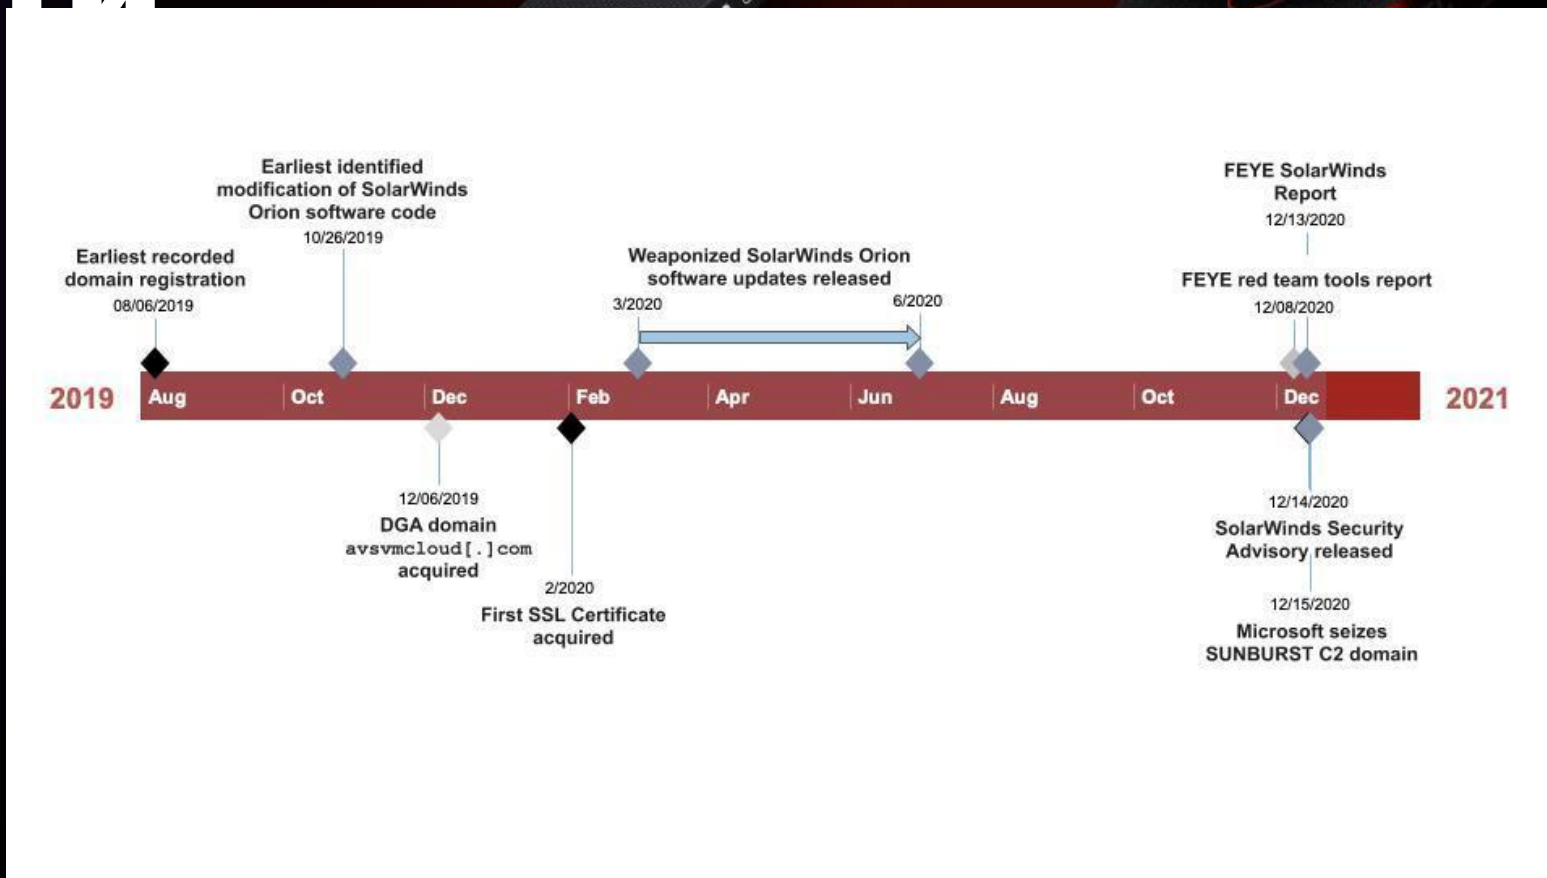 Earliest identified
modification of SolarWinds
Orion software code
10/26/2019
Earliest recorded
domain registration
08/06/2019
Weaponized SolarWinds Orion
software updates released
3/2020
6/2020
FEYE SolarWinds
Report
12/13/2020
FEYE red team tools report
12/08/2020
2019
Aug
Oct
Dec
Feb
Apr
Jun
Aug
Oct
Dec
2021
12/06/2019
DGA domain
avsvmcloud[.]com
acquired
2/2020
First SSL Certificate
acquired
12/14/2020
SolarWinds Security
Advisory released
12/15/2020
Microsoft seizes
SUNBURST C2 domain